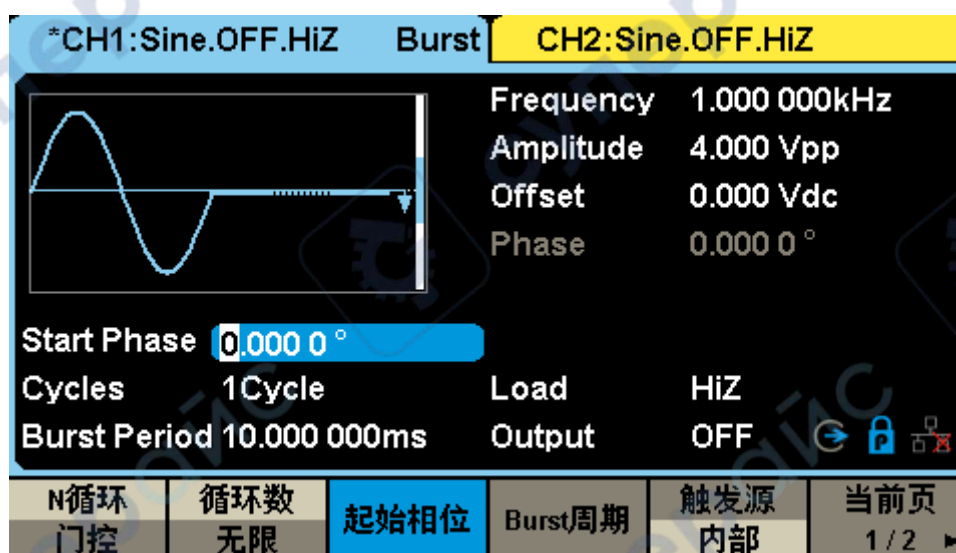 *CH1:Sine.OFF.HiZ Burst CH2:Sine.OFF.HiZ
Frequency 1.000 000kHz
Amplitude 4.000 Vpp
Offset 0.000 Vdc
Phase 0.000 0 °
Start Phase 0.000 0 °
Cycles 1Cycle Load HiZ
Burst Period 10.000 000ms Output OFF
N循环 循环数 起始相位 Burst周期 触发源 当前页
门控 无限 内部 1 / 2